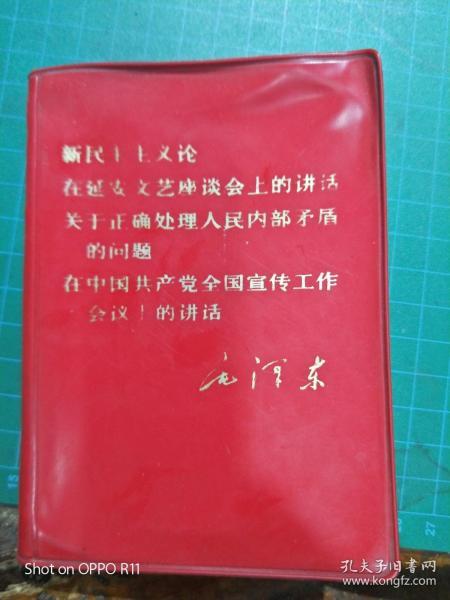 新民主主义论
在延安文艺座谈会上的讲话
关于正确处理人民内部矛盾
的问题
在中国共产党全国宣传工作
会议上的讲话
毛泽东
15
27
Shot on OPPO R11
孔夫子旧书网
www.kongfz.com